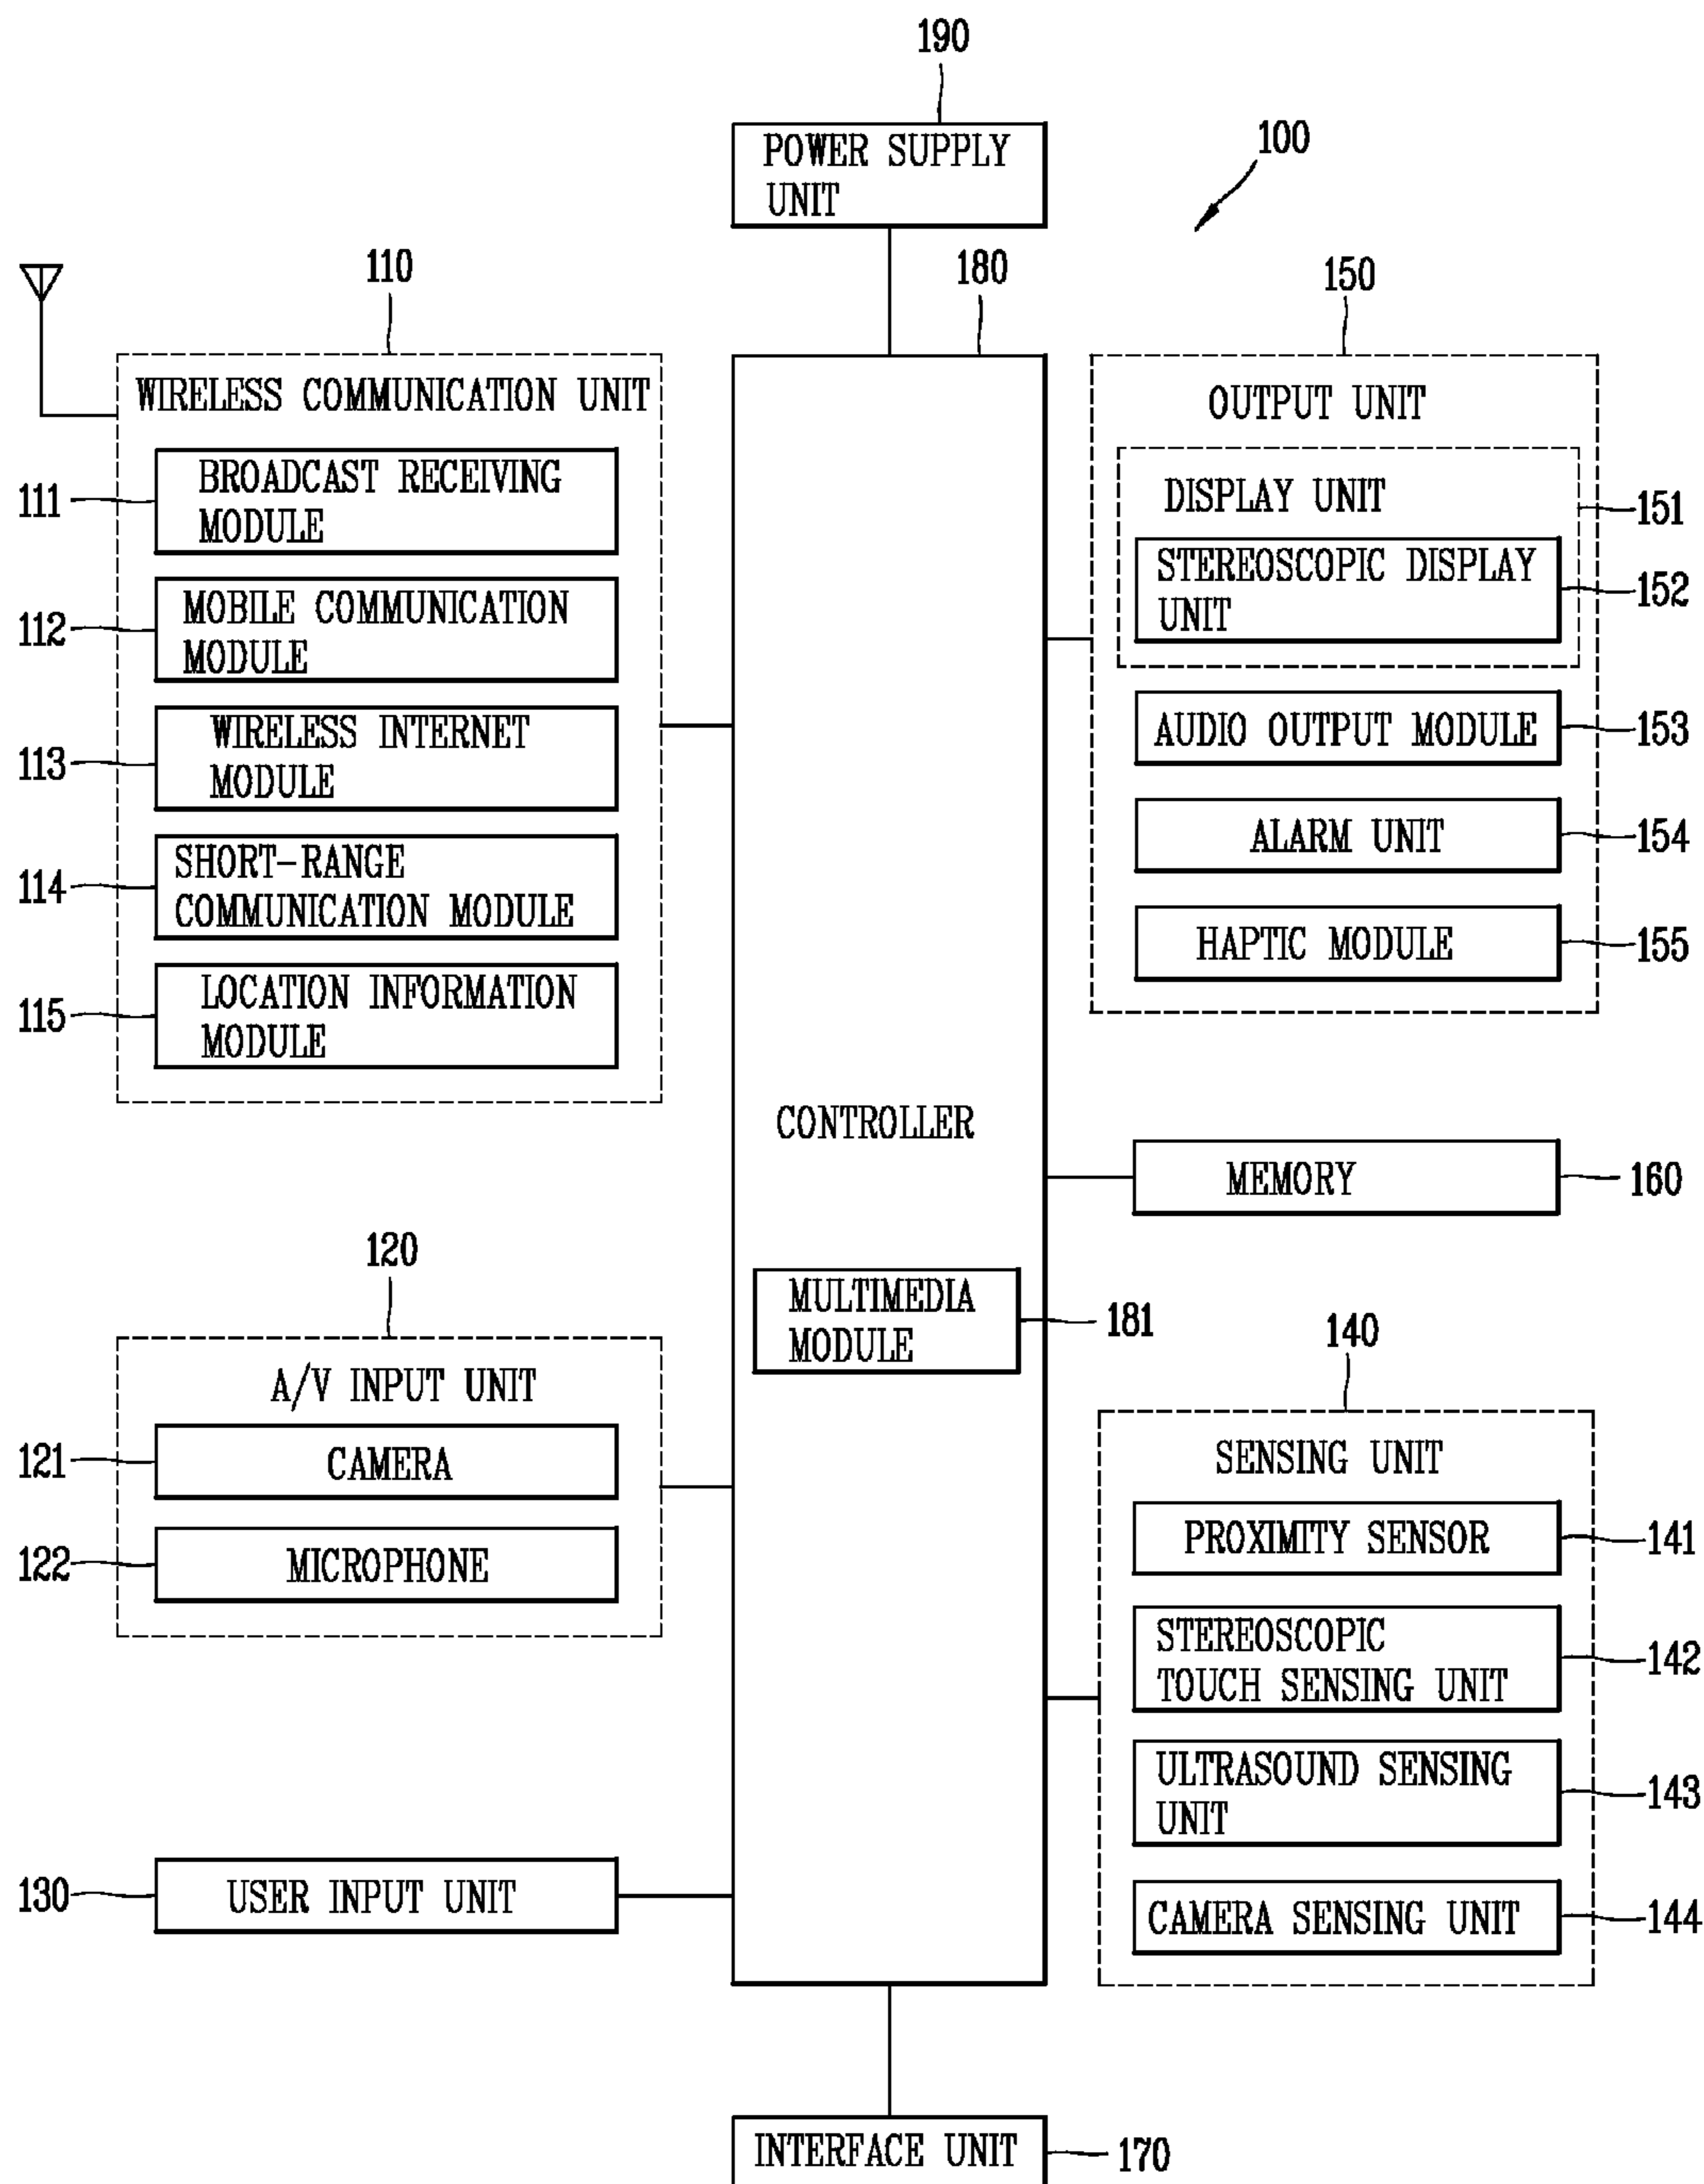 190
POWER SUPPLY
UNIT
100
110
180
150
WIRELESS COMMUNICATION UNIT
111
BROADCAST RECEIVING
MODULE
112
MOBILE COMMUNICATION
MODULE
113
WIRELESS INTERNET
MODULE
114
SHORT-RANGE
COMMUNICATION MODULE
115
LOCATION INFORMATION
MODULE
OUTPUT UNIT
DISPLAY UNIT
151
STEREOSCOPIC DISPLAY
UNIT
152
AUDIO OUTPUT MODULE
153
ALARM UNIT
154
HAPTIC MODULE
155
CONTROLLER
MEMORY
160
MULTIMEDIA
MODULE
181
120
A/V INPUT UNIT
121
CAMERA
122
MICROPHONE
140
SENSING UNIT
PROXIMITY SENSOR
141
STEREOSCOPIC
TOUCH SENSING UNIT
142
ULTRASOUND SENSING
UNIT
143
CAMERA SENSING UNIT
144
130
USER INPUT UNIT
INTERFACE UNIT
170